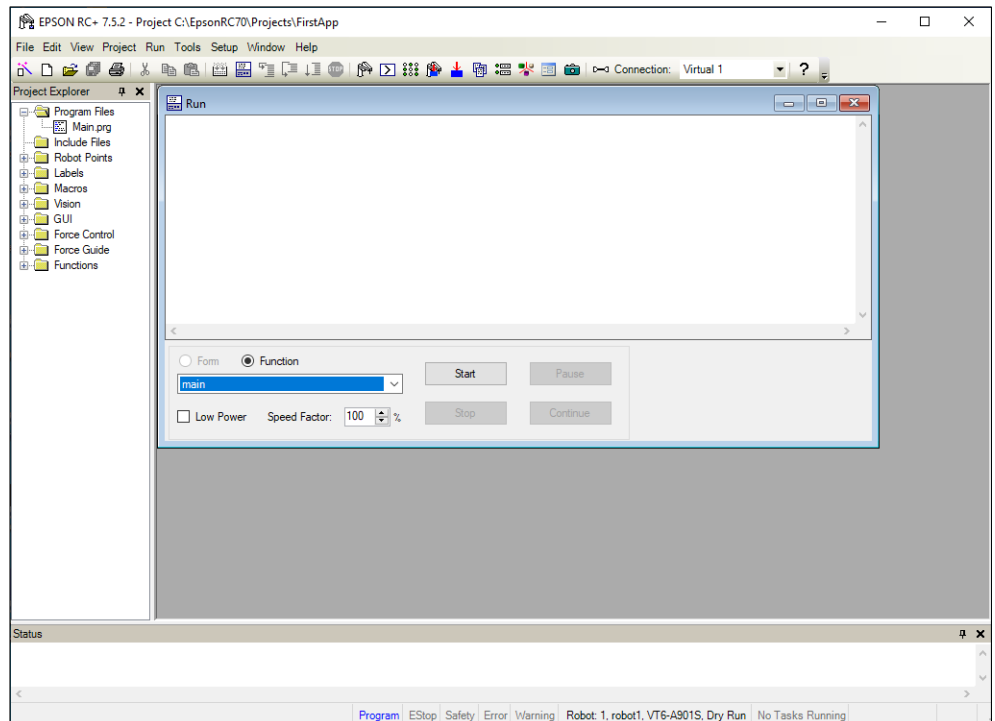 EPSON RC+ 7.5.2 - Project C:\EpsonRC70\Projects\FirstApp
File Edit View Project Run Tools Setup Window Help
STOP Connection: Virtual 1 ?
Project Explorer
Program Files
Main.prg
Include Files
Robot Points
Labels
Macros
Vision
GUI
Force Control
Force Guide
Functions
Run
Form Function
main
Start Pause
Low Power Speed Factor: 100 %
Stop Continue
Status
Program EStop Safety Error Warning Robot: 1, robot1, VT6-A901S, Dry Run No Tasks Running